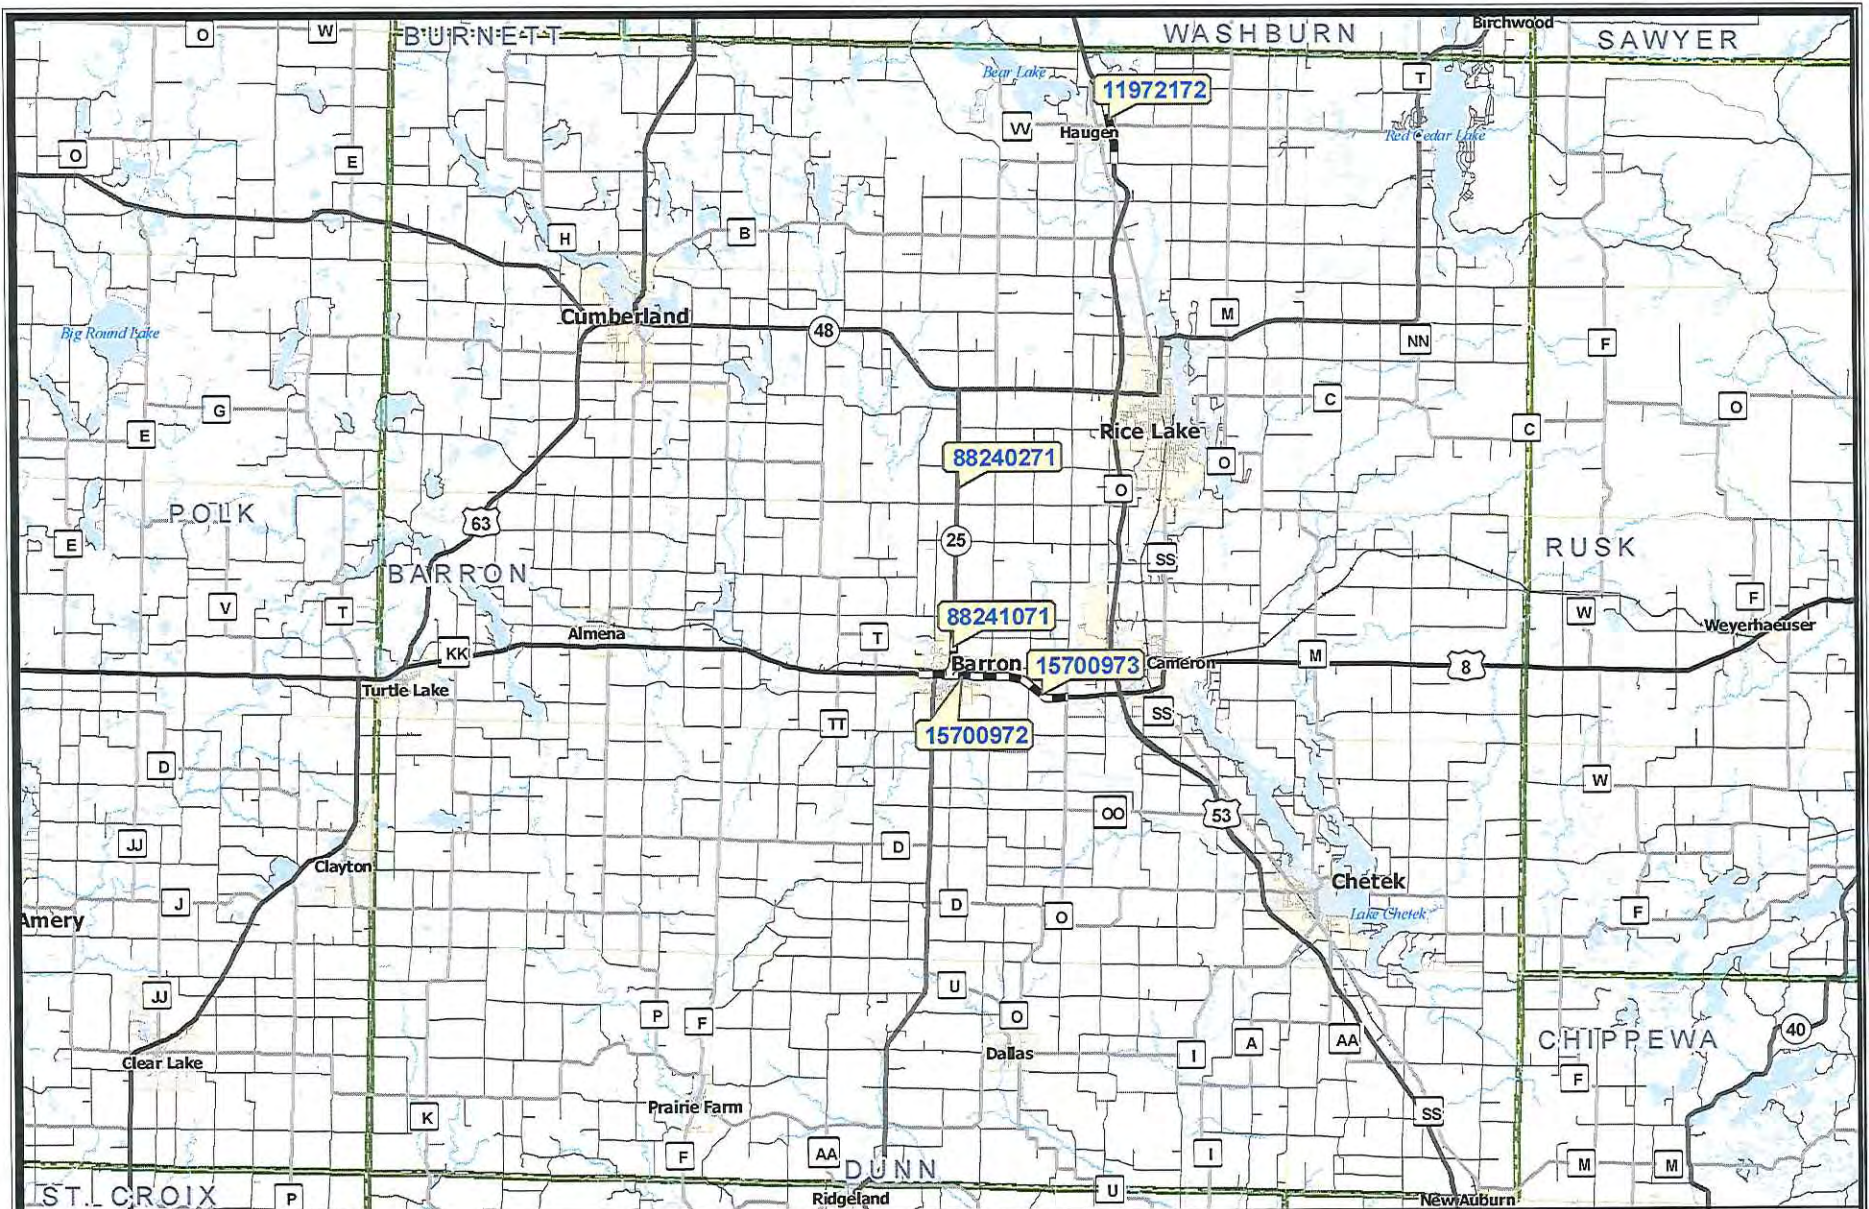 O
W
BURNETT
WASHBURN
Birchwood
SAWYER
Bear Lake
T
11972172
VV
Haugen
Red Cedar Lake
O
E
H
B
Cumberland
48
M
Big Round Lake
NN
F
G
C
O
E
C
Rice Lake
88240271
O
O
POLK
63
25
E
SS
RUSK
BARRON
V
T
88241071
W
F
Weyerhaeuser
Almena
T
KK
Barron
15700973
Cameron
M
8
Turtle Lake
TT
SS
15700972
D
W
OO
53
JJ
D
Clayton
Chetek
J
D
O
Lake Chetek
F
Amery
U
JJ
P
F
O
A
AA
CHIPPEWA
40
Clear Lake
Dallas
I
F
Prairie Farm
K
SS
F
AA
I
M
M
DUNN
ST. CROIX
P
Ridgeland
U
New Auburn